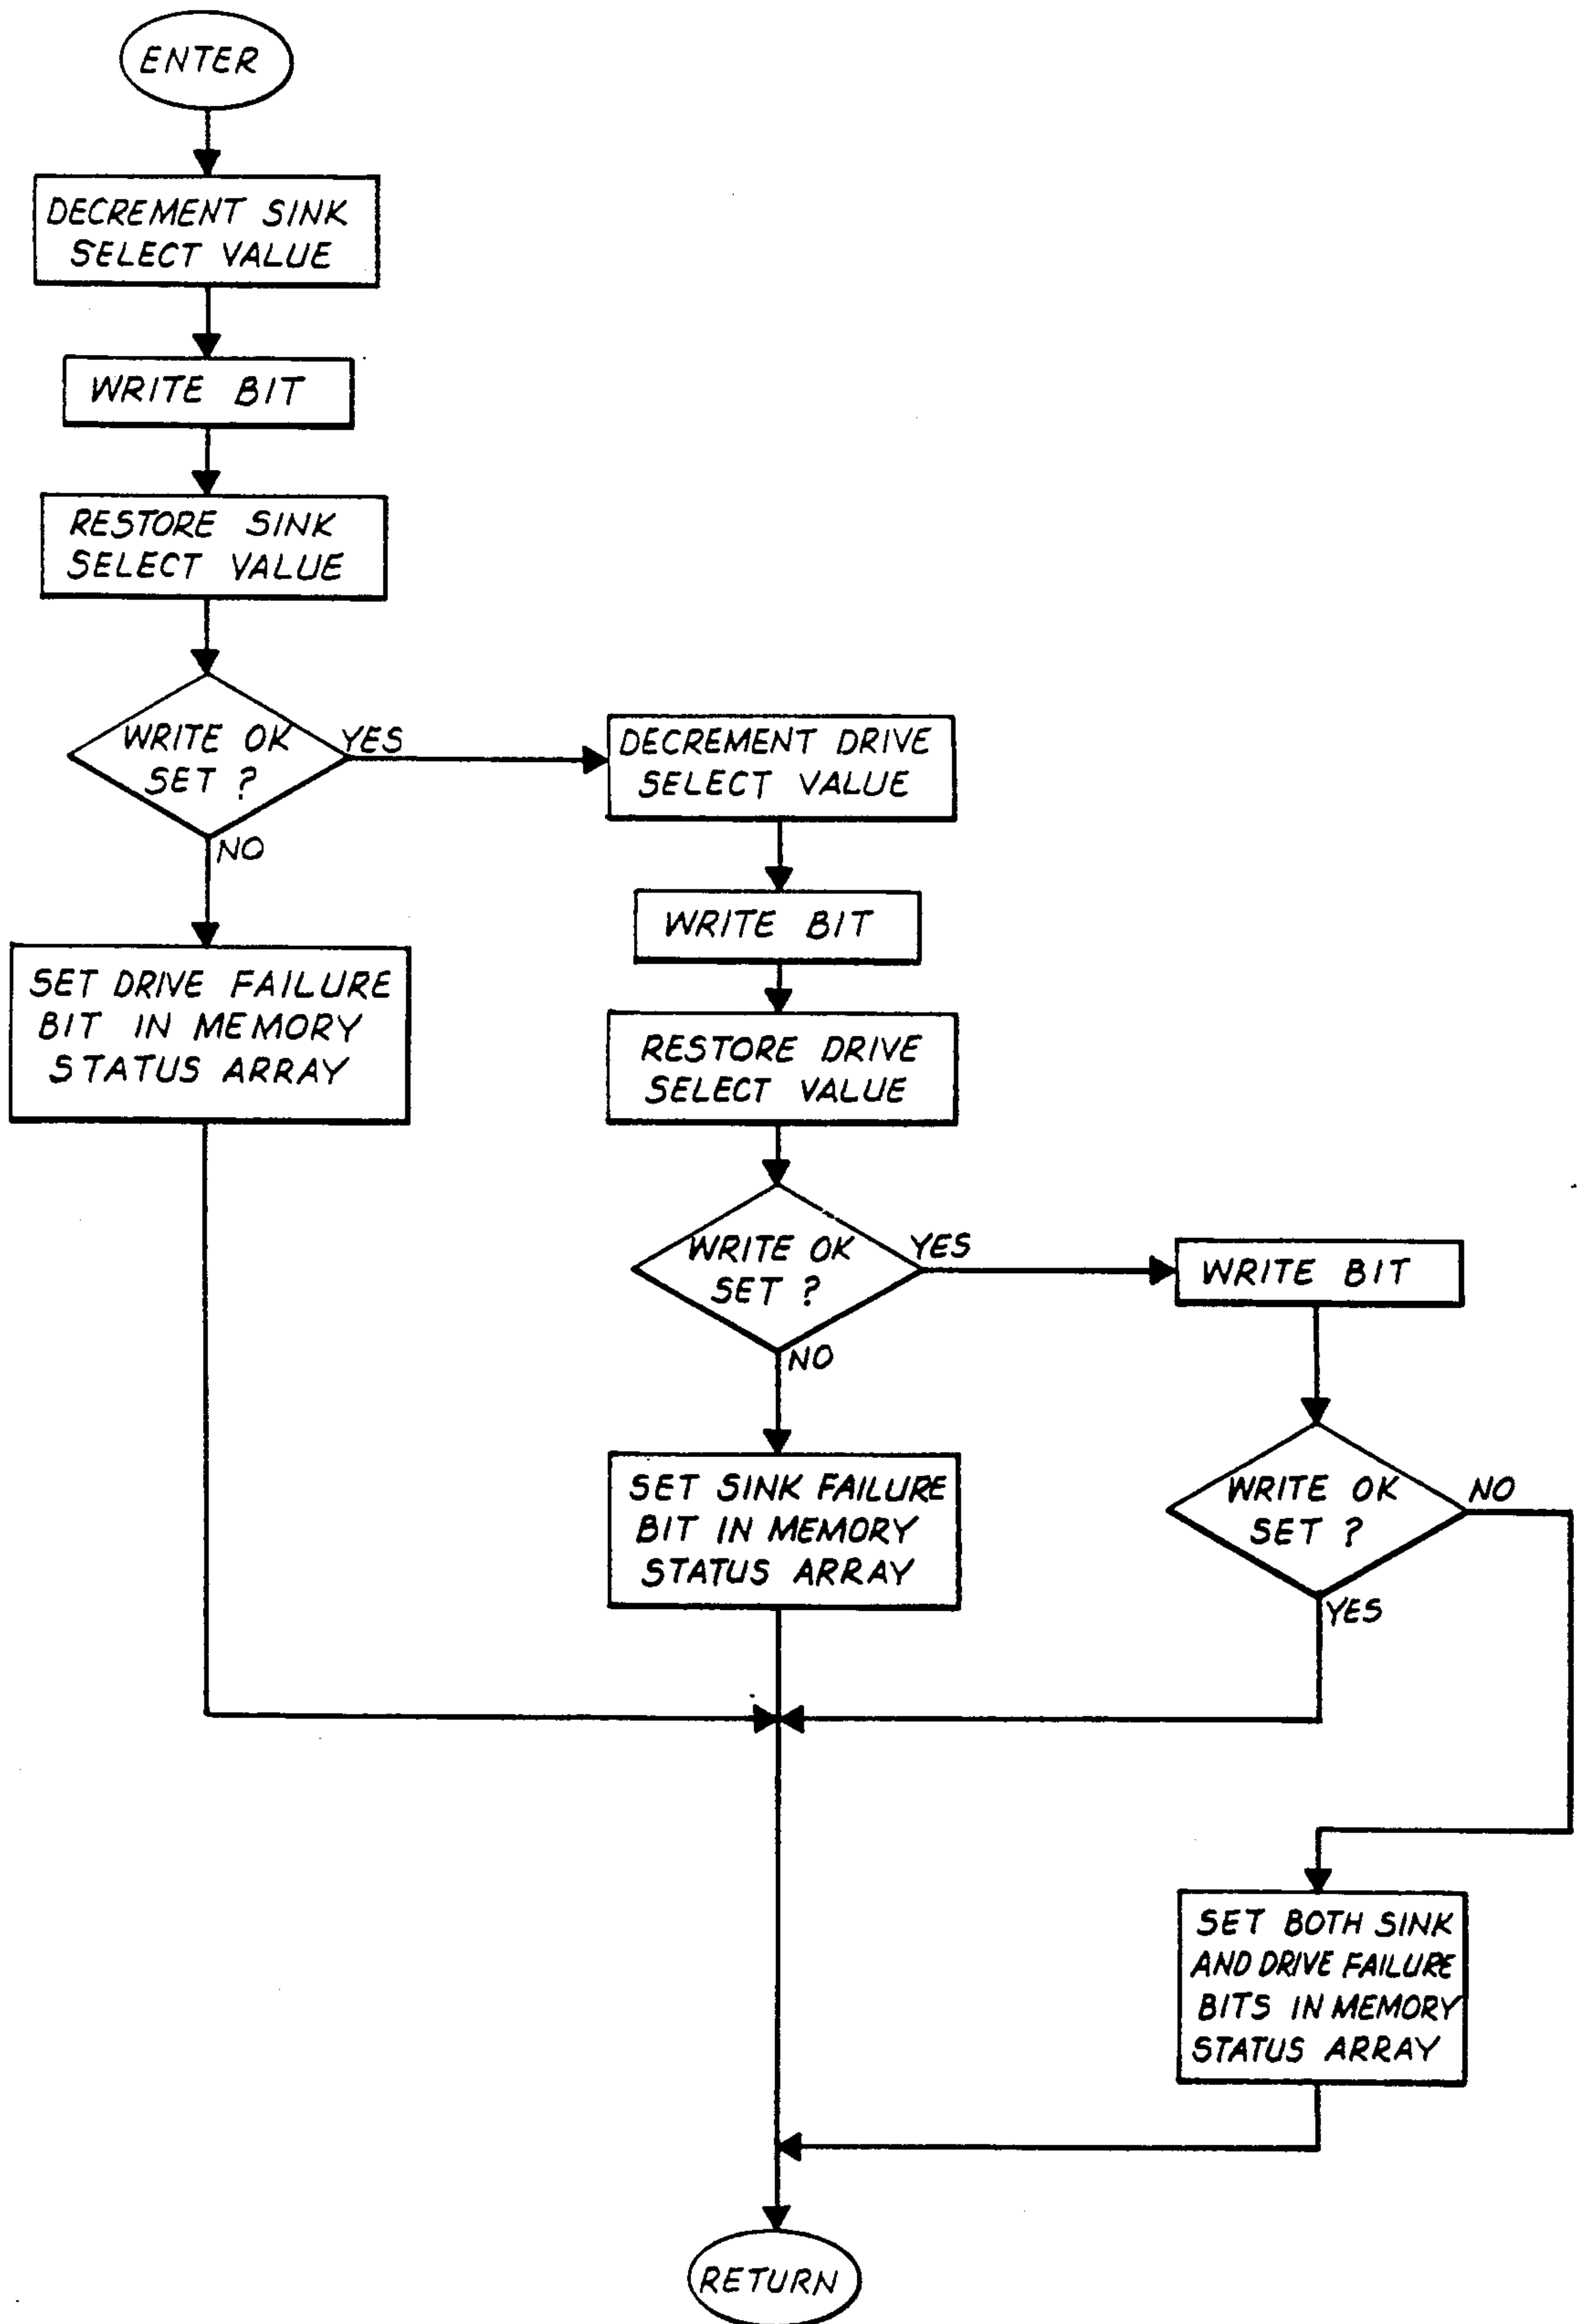 ENTER
DECREMENT SINK
SELECT VALUE
WRITE BIT
RESTORE SINK
SELECT VALUE
WRITE OK
SET ?
YES
NO
SET DRIVE FAILURE
BIT IN MEMORY
STATUS ARRAY
DECREMENT DRIVE
SELECT VALUE
WRITE BIT
RESTORE DRIVE
SELECT VALUE
WRITE OK
SET ?
YES
NO
SET SINK FAILURE
BIT IN MEMORY
STATUS ARRAY
WRITE BIT
WRITE OK
SET ?
NO
YES
SET BOTH SINK
AND DRIVE FAILURE
BITS IN MEMORY
STATUS ARRAY
RETURN